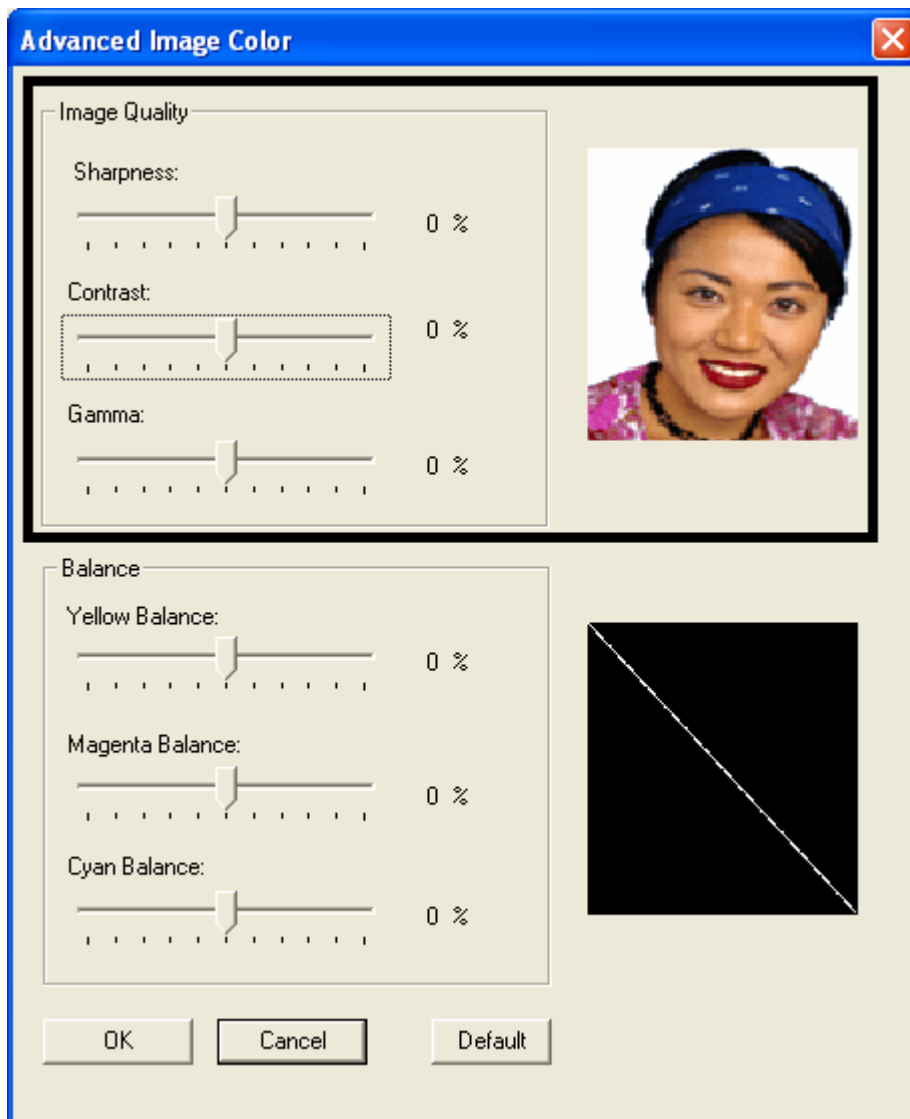 Advanced Image Color
Image Quality
Sharpness:
0 %
Contrast:
0 %
Gamma:
0 %
Balance
Yellow Balance:
0 %
Magenta Balance:
0 %
Cyan Balance:
0 %
OK Cancel Default